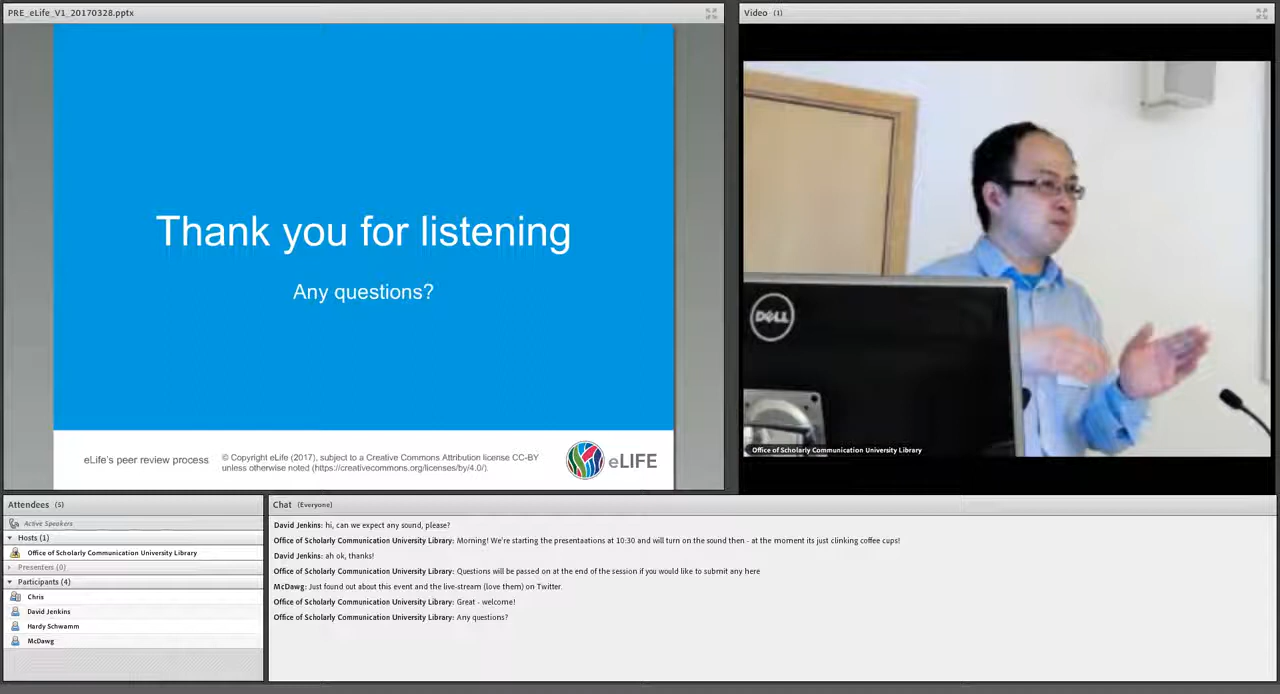 PRE_eLife_V1_20170328.pptx
Thank you for listening
Any questions?
eLife's peer review process
© Copyright eLife (2017), subject to a Creative Commons Attribution license CC-BY
unless otherwise noted (https://creativecommons.org/licenses/by/4.0/).
eLIFE
Video (1)
DELL
Office of Scholarly Communication University Library
Attendees (5)
Active Speakers
Hosts (1)
Office of Scholarly Communication University Library
Presenters (0)
Participants (4)
Chris
David Jenkins
Hardy Schwamm
McDawg
Chat (Everyone)
David Jenkins: hi, can we expect any sound, please?
Office of Scholarly Communication University Library: Morning! We're starting the presentaations at 10:30 and will turn on the sound then - at the moment its just clinking coffee cups!
David Jenkins: ah ok, thanks!
Office of Scholarly Communication University Library: Questions will be passed on at the end of the session if you would like to submit any here
McDawg: Just found out about this event and the live-stream (love them) on Twitter.
Office of Scholarly Communication University Library: Great - welcome!
Office of Scholarly Communication University Library: Any questions?